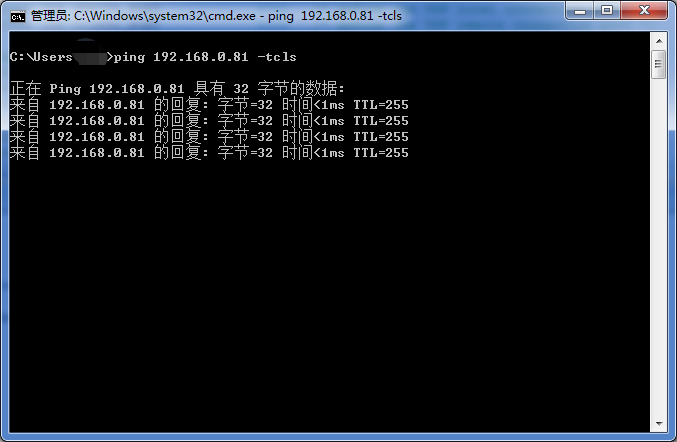 管理员: C:\Windows\system32\cmd.exe - ping  192.168.0.81 -tcls
C:\Users >ping 192.168.0.81 -tcls
正在 Ping 192.168.0.81 具有 32 字节的数据:
来自 192.168.0.81 的回复: 字节=32 时间<1ms TTL=255
来自 192.168.0.81 的回复: 字节=32 时间<1ms TTL=255
来自 192.168.0.81 的回复: 字节=32 时间<1ms TTL=255
来自 192.168.0.81 的回复: 字节=32 时间<1ms TTL=255